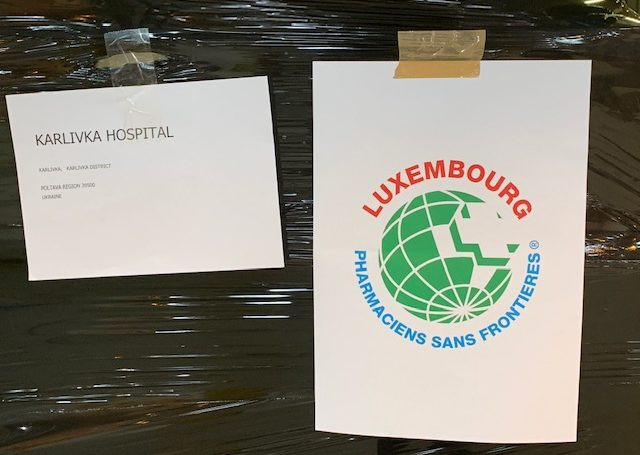 KARLIVKA HOSPITAL
KARLIVKA, KARLIVKA DISTRICT
POLTAVA REGION 39500
UKRAINE
LUXEMBOURG
PHARMACIENS SANS FRONTIERES ®